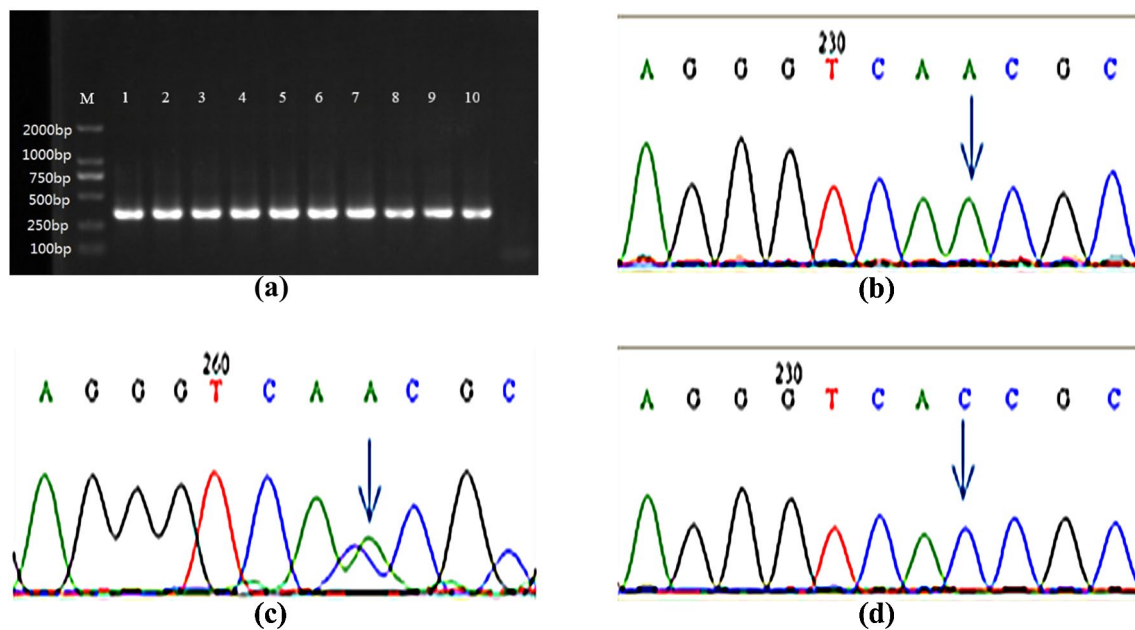 M 1 2 3 4 5 6 7 8 9 10
2000bp
1000bp
750bp
500bp
250bp
100bp
(a)
230
A G G G T C A A C G C
(b)
260
A G G G T C A A C G C
(c)
230
A G G G T C A C C G C
(d)